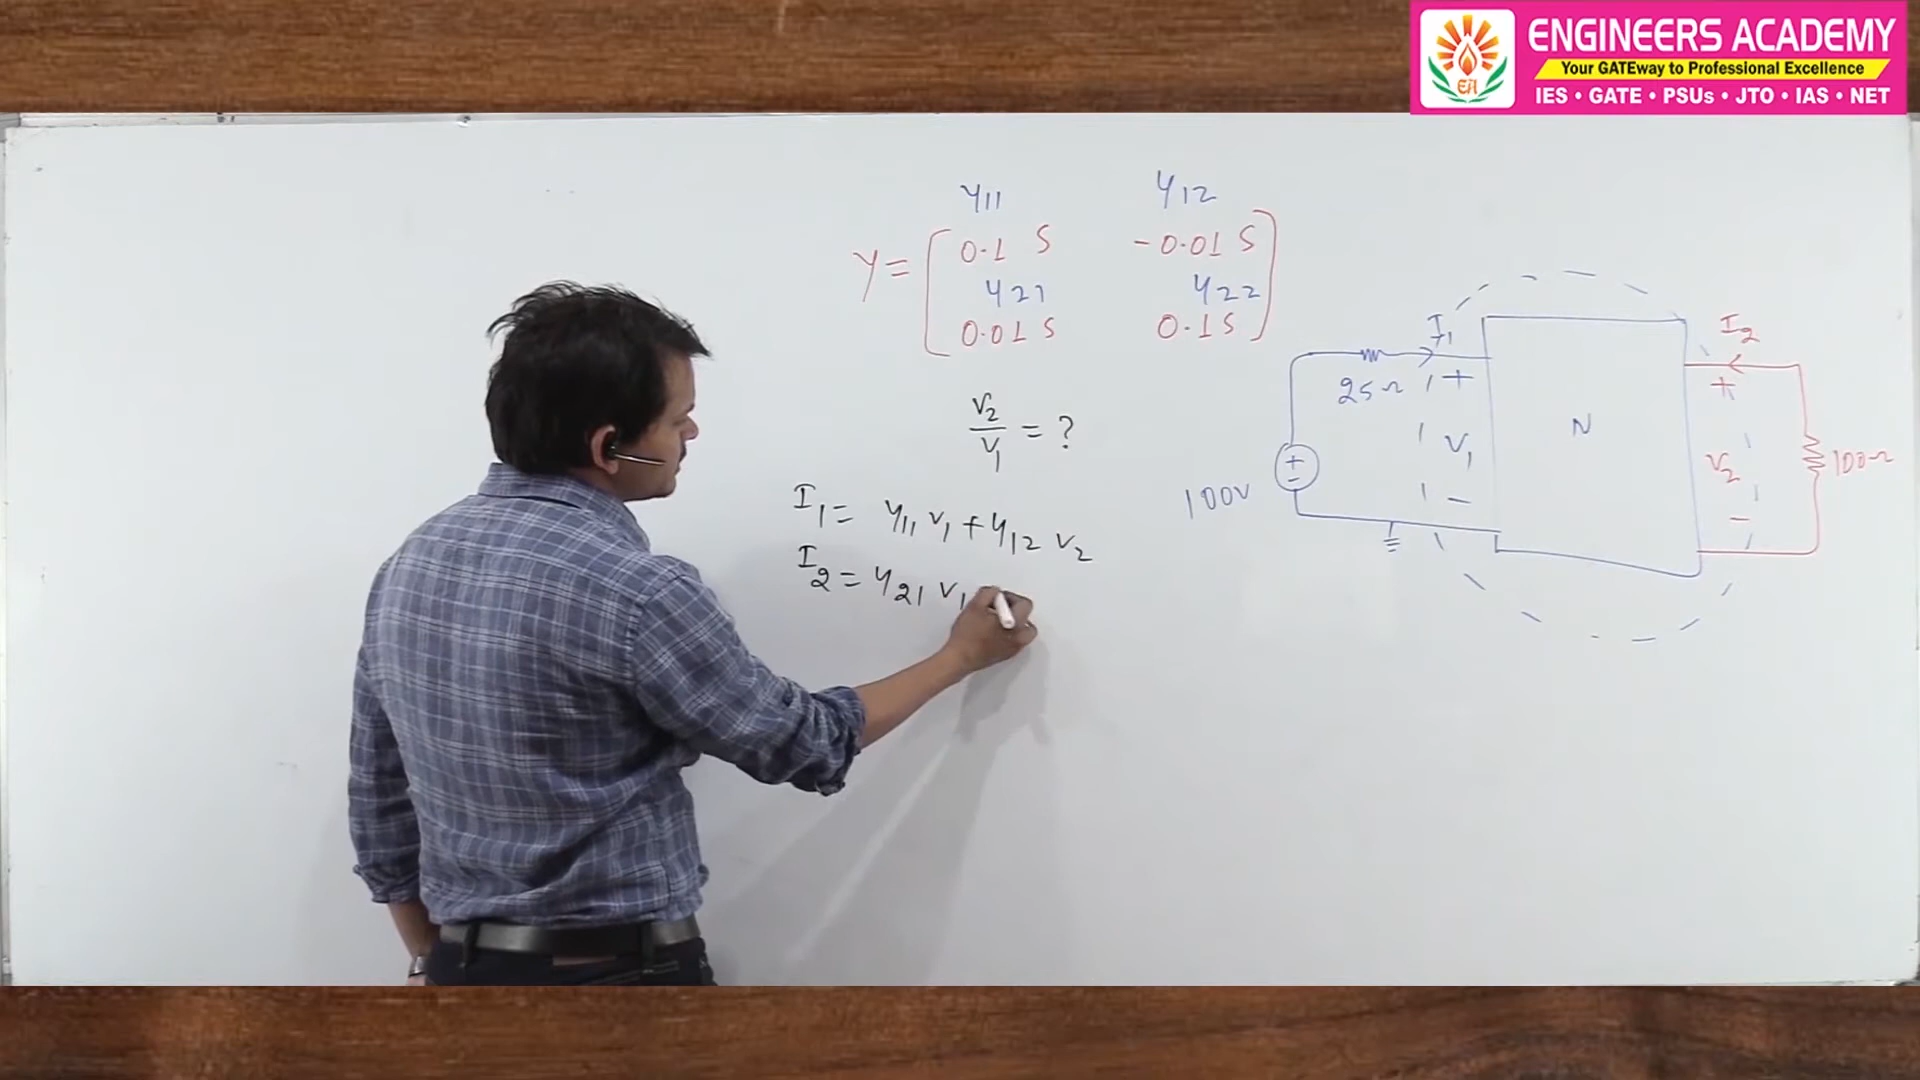 ENGINEERS ACADEMY
Your GATEway to Professional Excellence
IES • GATE • PSUs • JTO • IAS • NET
EA
y11 y12
Y = [ 0.1 S -0.01 S
y21 y22
0.01 S 0.1 S ]
V2/V1 = ?
I1 = y11 V1 + y12 V2
I2 = y21 V1
I1
I2
25Ω
+ +
N
V1
V2
100Ω
+
-
100V
- -